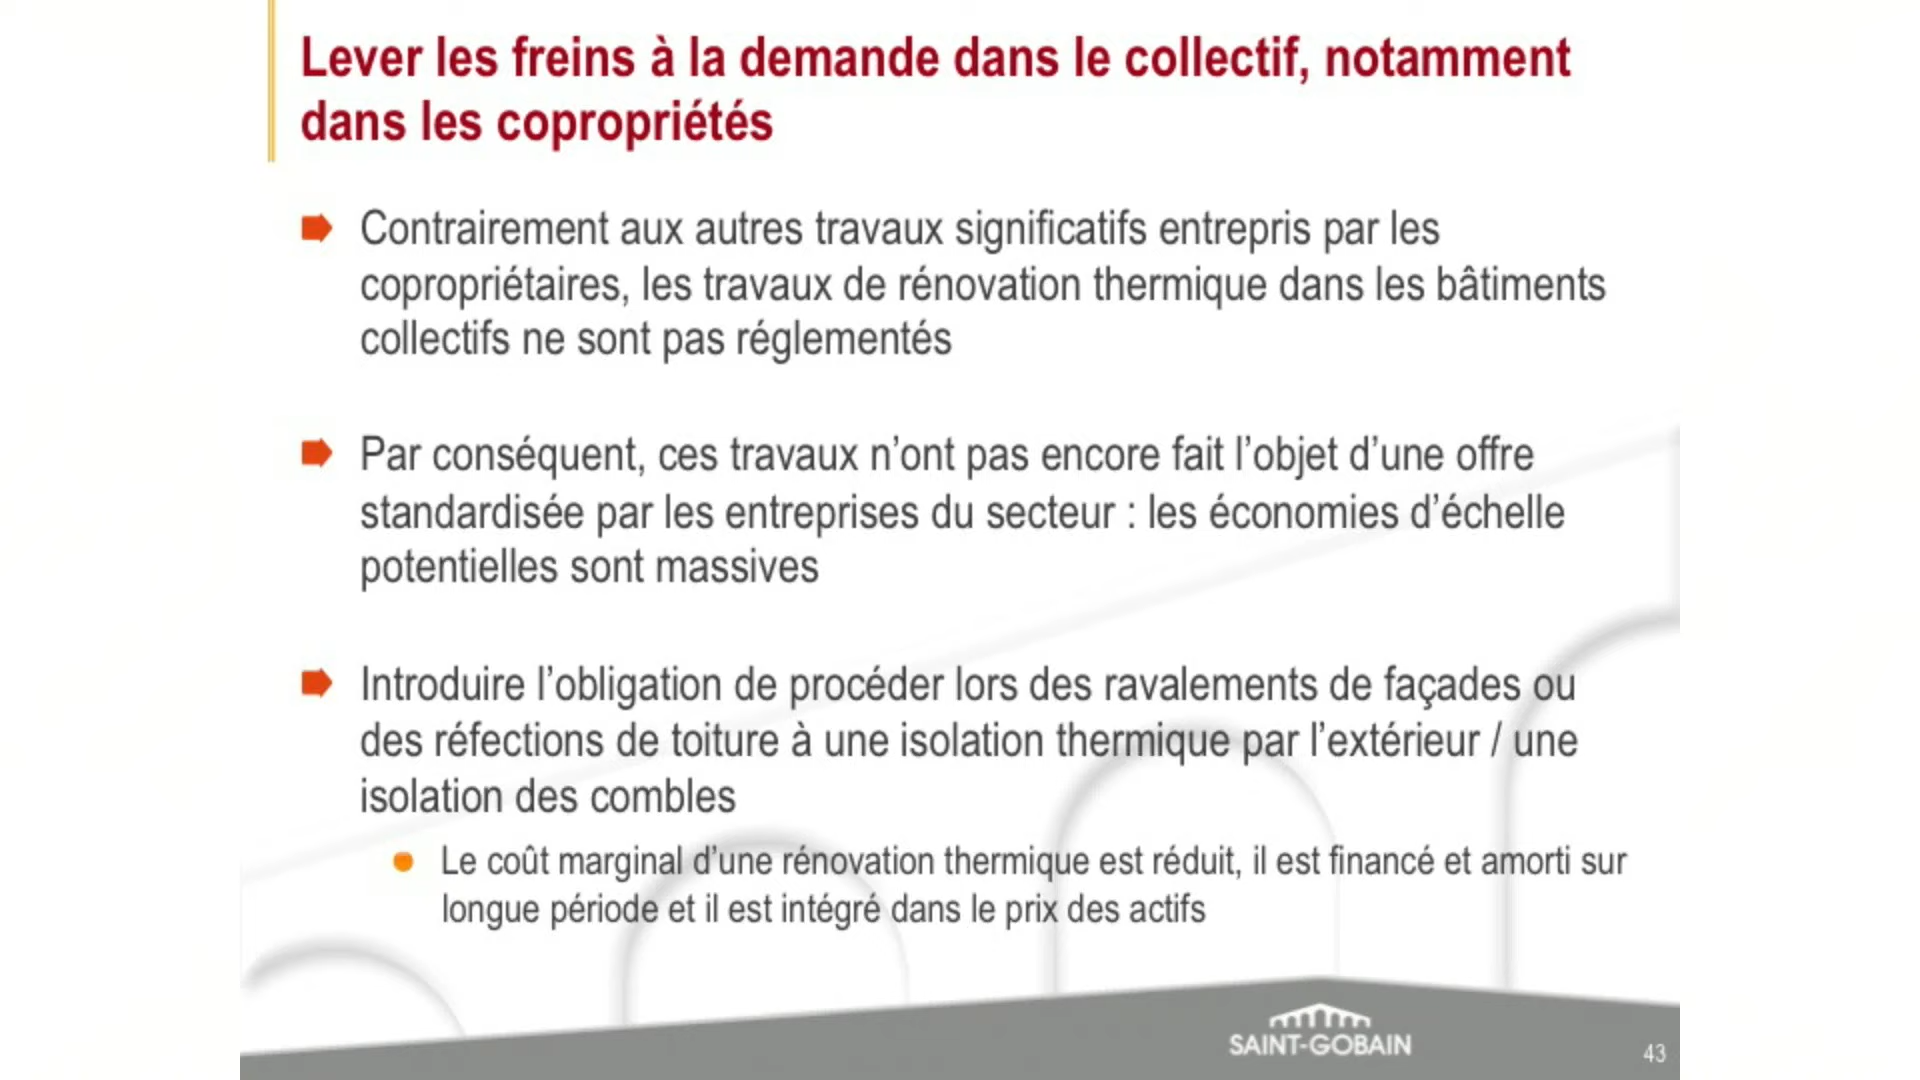 Lever les freins à la demande dans le collectif, notamment
dans les copropriétés
Contrairement aux autres travaux significatifs entrepris par les
copropriétaires, les travaux de rénovation thermique dans les bâtiments
collectifs ne sont pas réglementés
Par conséquent, ces travaux n’ont pas encore fait l’objet d’une offre
standardisée par les entreprises du secteur : les économies d’échelle
potentielles sont massives
Introduire l’obligation de procéder lors des ravalements de façades ou
des réfections de toiture à une isolation thermique par l’extérieur / une
isolation des combles
Le coût marginal d’une rénovation thermique est réduit, il est financé et amorti sur
longue période et il est intégré dans le prix des actifs
SAINT-GOBAIN
43